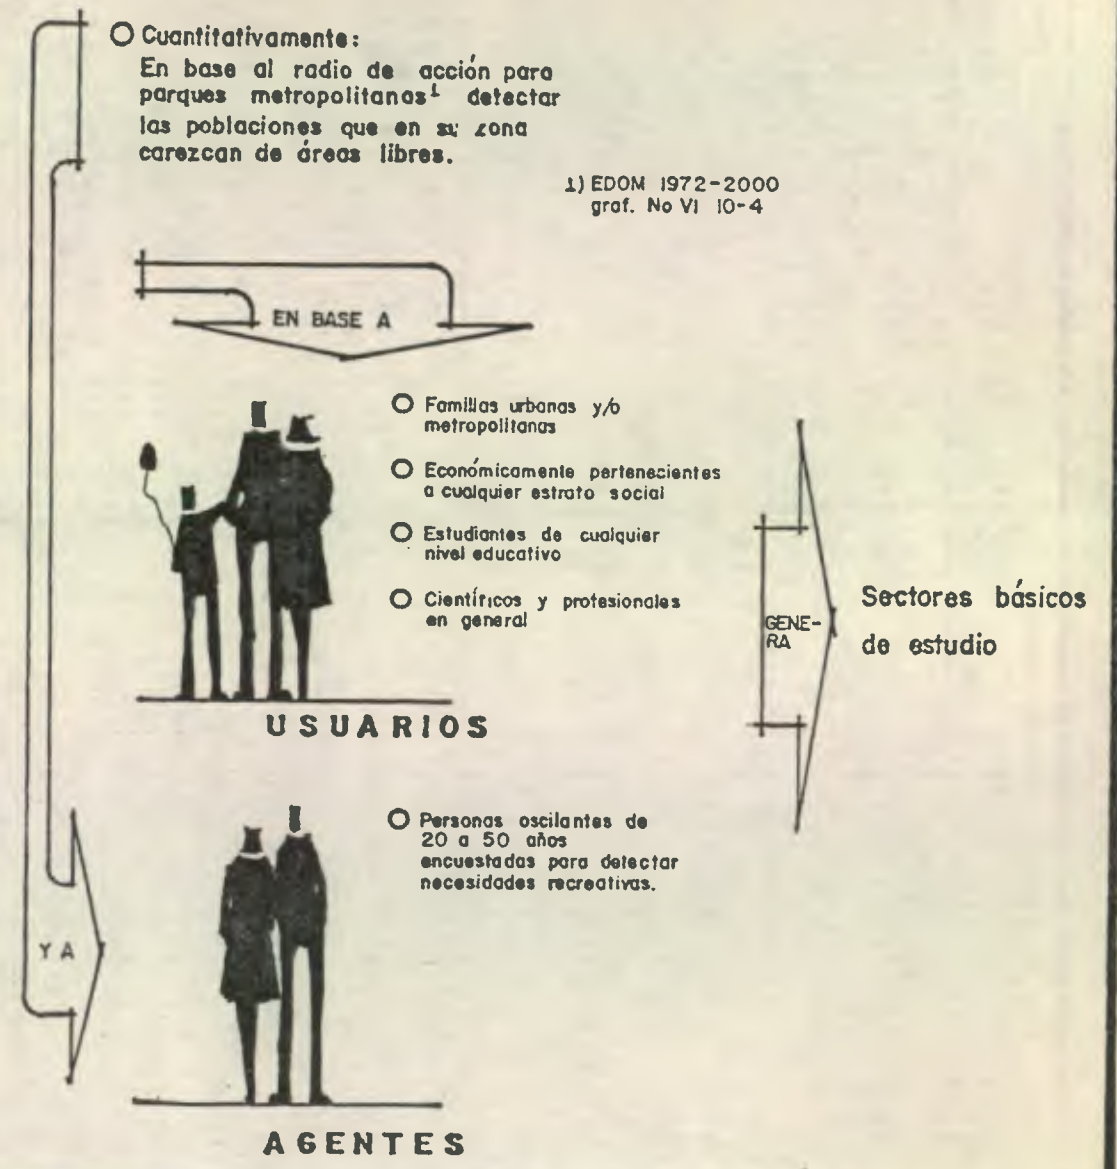 Cuantitativamente:
En base al radio de acción para
parques metropolitanas¹ detectar
las poblaciones que en su zona
carezcan de áreas libres.
1) EDOM 1972-2000
graf. No VI 10-4
EN BASE A
Familias urbanas y/o
metropolitanas
Económicamente pertenecientes
a cualquier estrato social
Estudiantes de cualquier
nivel educativo
Científicos y profesionales
en general
USUARIOS
GENE-
RA
Sectores básicos
de estudio
Personas oscilantes de
20 a 50 años
encuestadas para detectar
necesidades recreativas.
Y A
AGENTES